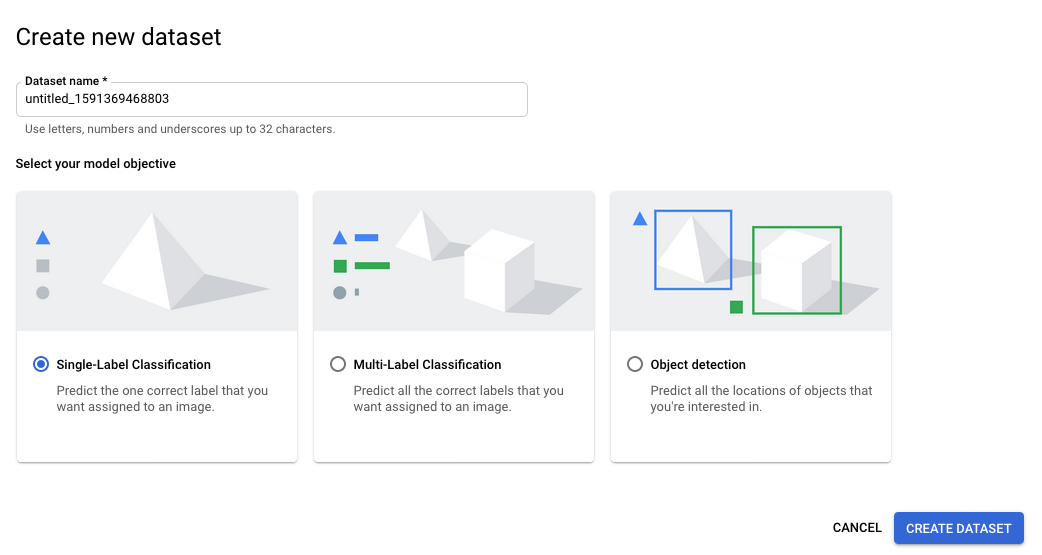 Create new dataset
Dataset name *
untitled_1591369468803
Use letters, numbers and underscores up to 32 characters.
Select your model objective
Single-Label Classification
Predict the one correct label that you
want assigned to an image.
Multi-Label Classification
Predict all the correct labels that you
want assigned to an image.
Object detection
Predict all the locations of objects that
you're interested in.
CANCEL
CREATE DATASET